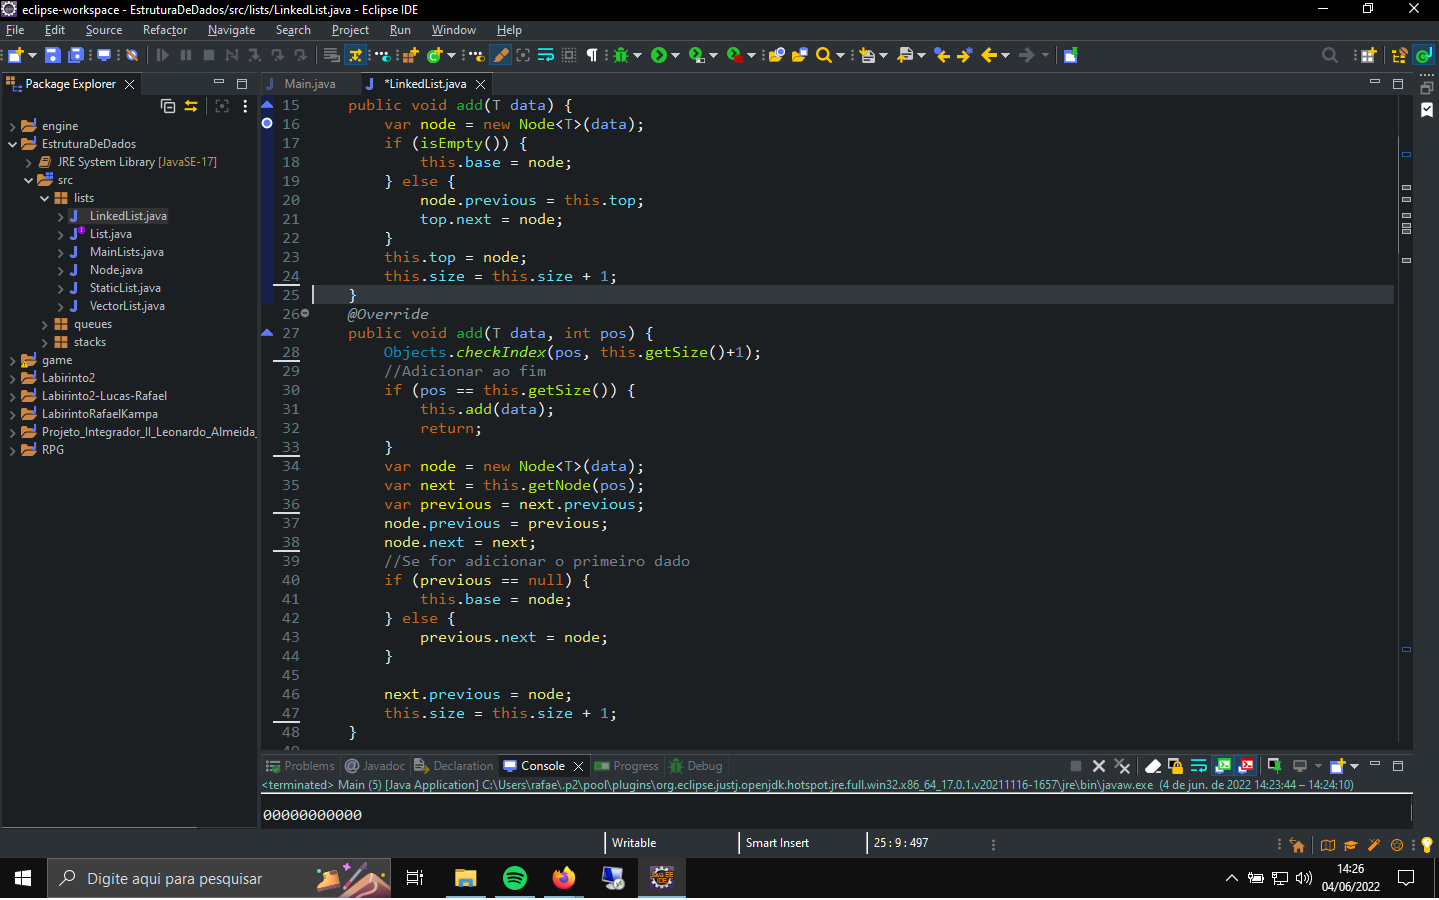 eclipse-workspace - EstruturaDeDados/src/lists/LinkedList.java - Eclipse IDE
File Edit Source Refactor Navigate Search Project Run Window Help
Package Explorer
engine
EstruturaDeDados
JRE System Library [JavaSE-17]
src
lists
LinkedList.java
List.java
MainLists.java
Node.java
StaticList.java
VectorList.java
queues
stacks
game
Labirinto2
Labirinto2-Lucas-Rafael
LabirintoRafaelKampa
Projeto_Integrador_II_Leonardo_Almeida_
RPG
Main.java *LinkedList.java
15 public void add(T data) {
16 var node = new Node<T>(data);
17 if (isEmpty()) {
18 this.base = node;
19 } else {
20 node.previous = this.top;
21 top.next = node;
22 }
23 this.top = node;
24 this.size = this.size + 1;
25 }
26 @Override
27 public void add(T data, int pos) {
28 Objects.checkIndex(pos, this.getSize()+1);
29 //Adicionar ao fim
30 if (pos == this.getSize()) {
31 this.add(data);
32 return;
33 }
34 var node = new Node<T>(data);
35 var next = this.getNode(pos);
36 var previous = next.previous;
37 node.previous = previous;
38 node.next = next;
39 //Se for adicionar o primeiro dado
40 if (previous == null) {
41 this.base = node;
42 } else {
43 previous.next = node;
44 }
45
46 next.previous = node;
47 this.size = this.size + 1;
48 }
Problems Javadoc Declaration Console Progress Debug
<terminated> Main (5) [Java Application] C:\Users\rafae\.p2\pool\plugins\org.eclipse.justj.openjdk.hotspot.jre.full.win32.x86_64_17.0.1.v20211116-1657\jre\bin\javaw.exe (4 de jun. de 2022 14:23:44 – 14:24:10)
00000000000
Writable Smart Insert 25 : 9 : 497
Digite aqui para pesquisar
14:26
04/06/2022